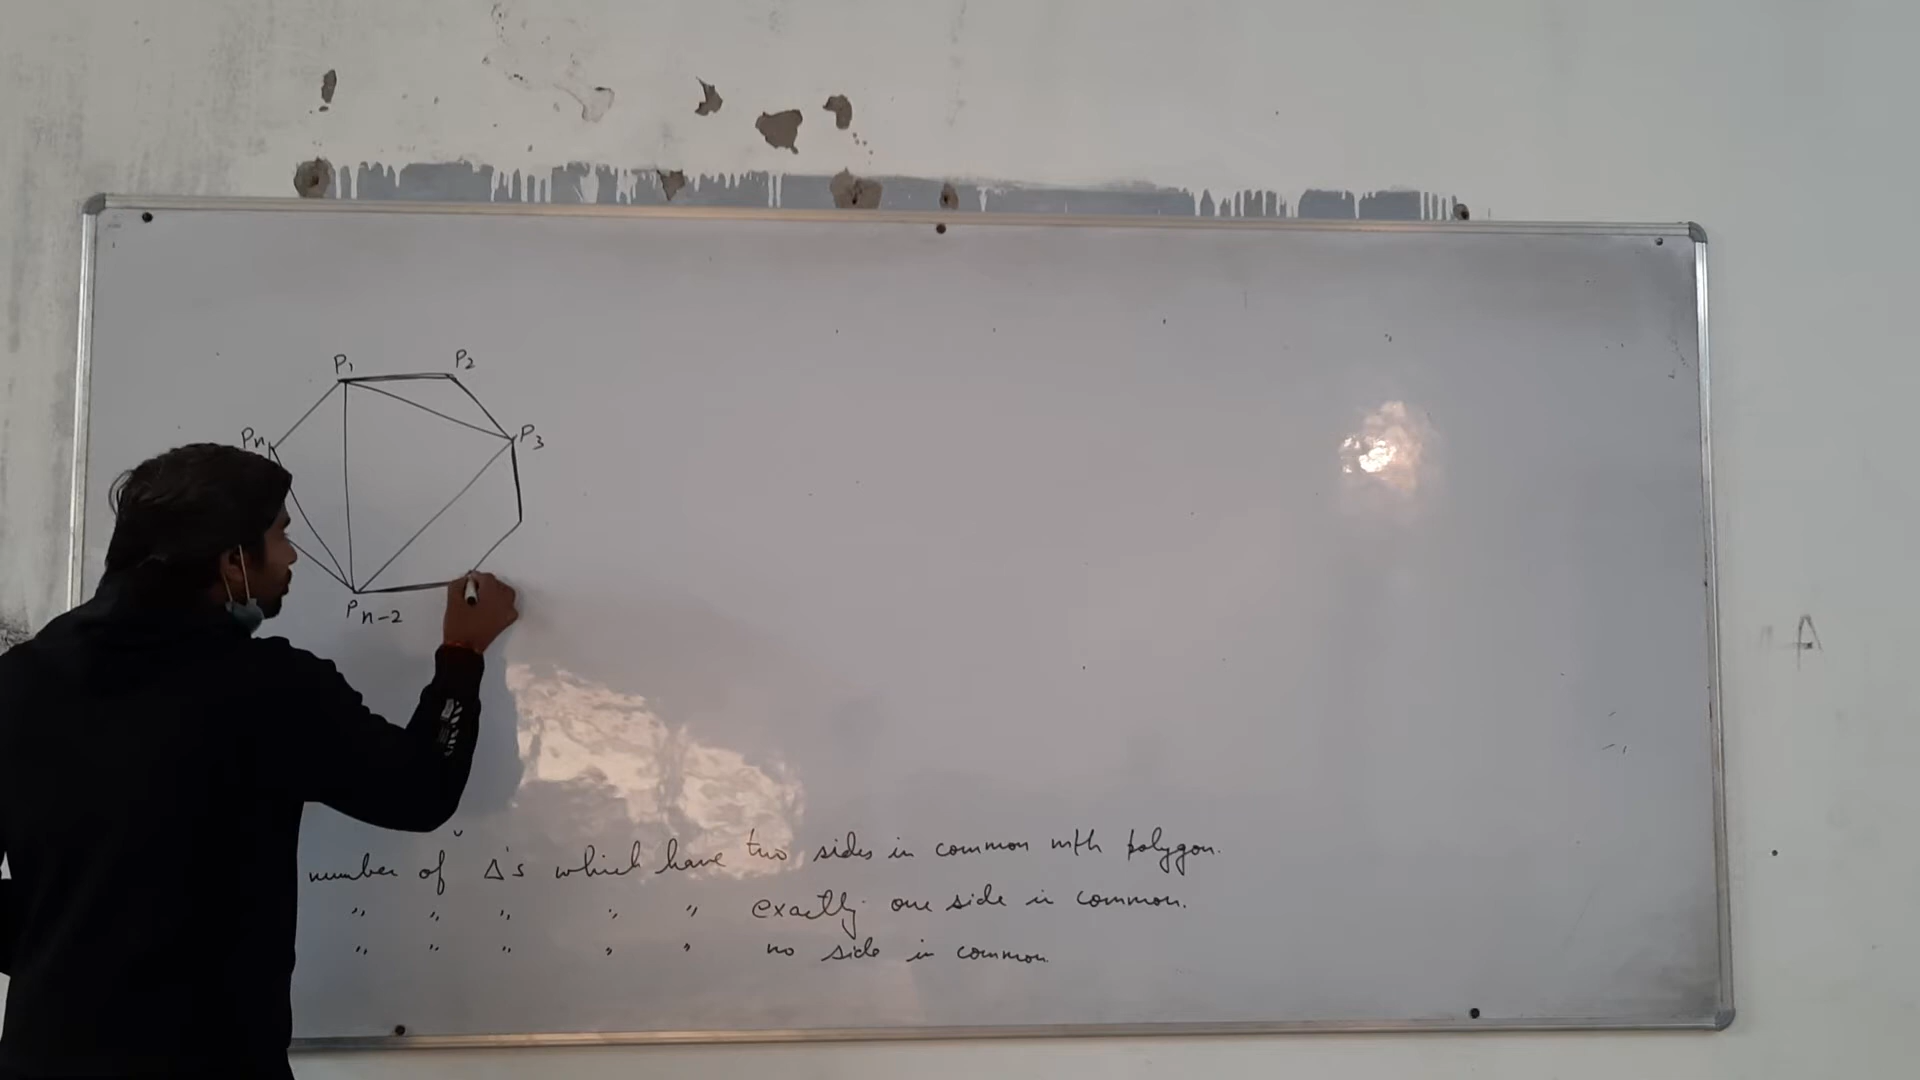 P1 P2
Pn P3
Pn-2
number of Δ's which have two sides in common with polygon.
" " " " " exactly one side in common.
" " " " " no side in common.
A